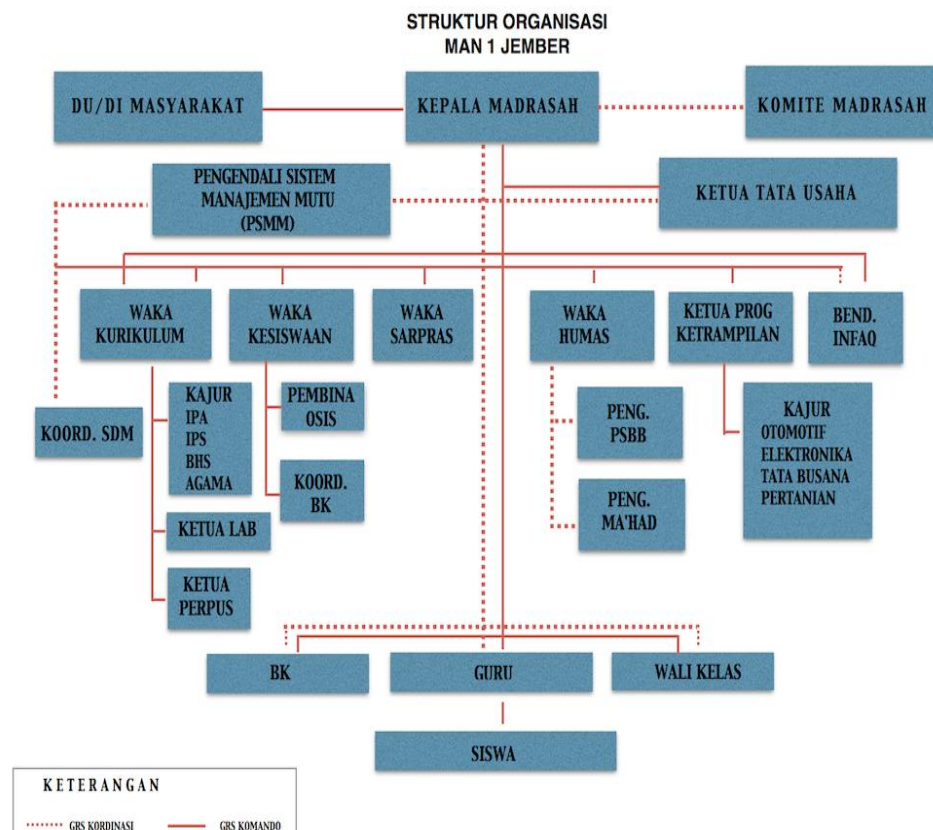 STRUKTUR ORGANISASI
MAN 1 JEMBER
DU/DI MASYARAKAT
KEPALA MADRASAH
KOMITE MADRASAH
PENGENDALI SISTEM
MANAJEMEN MUTU
(PSMM)
KETUA TATA USAHA
WAKA
KURIKULUM
WAKA
KESISWAAN
WAKA
SARPRAS
WAKA
HUMAS
KETUA PROG
KETRAMPILAN
BEND.
INFAQ
KOORD. SDM
KAJUR
IPA
IPS
BHS
AGAMA
PEMBINA
OSIS
KOORD.
BK
KETUA LAB
KETUA
PERPUS
PENG.
PSBB
PENG.
MA'HAD
KAJUR
OTOMOTIF
ELEKTRONIKA
TATA BUSANA
PERTANIAN
BK
GURU
WALI KELAS
SISWA
KETERANGAN
GRS KORDINASI
GRS KOMANDO